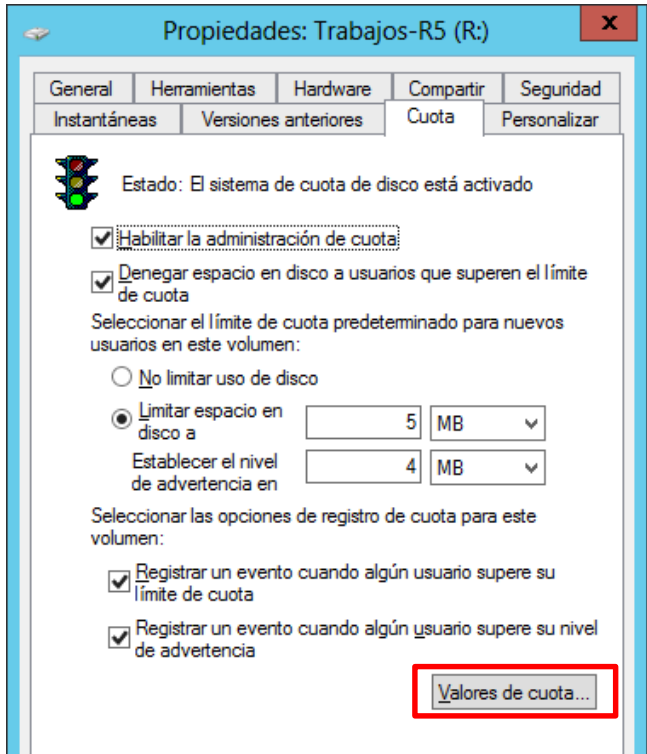 Propiedades: Trabajos-R5 (R:)
x
General Herramientas Hardware Compartir Seguridad
Instantáneas Versiones anteriores Cuota Personalizar
Estado: El sistema de cuota de disco está activado
Habilitar la administración de cuota
Denegar espacio en disco a usuarios que superen el límite
de cuota
Seleccionar el límite de cuota predeterminado para nuevos
usuarios en este volumen:
No limitar uso de disco
Limitar espacio en
disco a
5 MB
Establecer el nivel
de advertencia en
4 MB
Seleccionar las opciones de registro de cuota para este
volumen:
Registrar un evento cuando algún usuario supere su
límite de cuota
Registrar un evento cuando algún usuario supere su nivel
de advertencia
Valores de cuota...